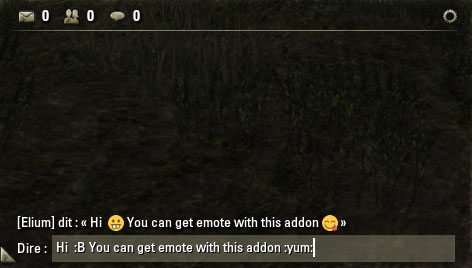 0 0 0
[Elium] dit : « Hi 😀 You can get emote with this addon 😋 »
Dire : Hi :B You can get emote with this addon :yum: